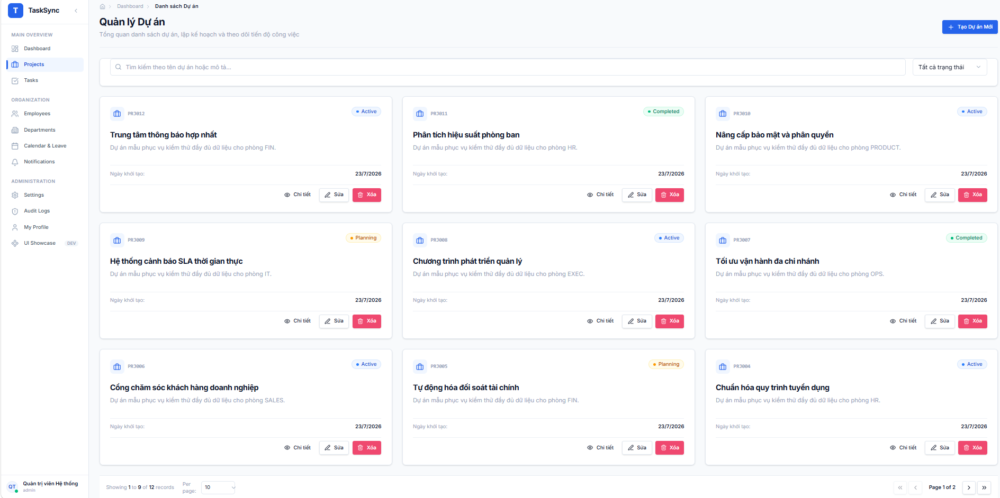 T TaskSync
MAIN OVERVIEW
Dashboard
Projects
Tasks
ORGANIZATION
Employees
Departments
Calendar & Leave
Notifications
ADMINISTRATION
Settings
Audit Logs
My Profile
UI Showcase DEV
QT Quản trị viên Hệ thống
admin
Dashboard Danh sách Dự án
Quản lý Dự án
Tổng quan danh sách dự án, lập kế hoạch và theo dõi tiến độ công việc
Tạo Dự án Mới
Tìm kiếm theo tên dự án hoặc mô tả...
Tất cả trạng thái
PRJ012 Active
Trung tâm thông báo hợp nhất
Dự án mẫu phục vụ kiểm thử đầy đủ dữ liệu cho phòng FIN.
Ngày khởi tạo: 23/7/2026
Chi tiết Sửa Xóa
PRJ011 Completed
Phân tích hiệu suất phòng ban
Dự án mẫu phục vụ kiểm thử đầy đủ dữ liệu cho phòng HR.
Ngày khởi tạo: 23/7/2026
Chi tiết Sửa Xóa
PRJ010 Active
Nâng cấp bảo mật và phân quyền
Dự án mẫu phục vụ kiểm thử đầy đủ dữ liệu cho phòng PRODUCT.
Ngày khởi tạo: 23/7/2026
Chi tiết Sửa Xóa
PRJ009 Planning
Hệ thống cảnh báo SLA thời gian thực
Dự án mẫu phục vụ kiểm thử đầy đủ dữ liệu cho phòng IT.
Ngày khởi tạo: 23/7/2026
Chi tiết Sửa Xóa
PRJ008 Active
Chương trình phát triển quản lý
Dự án mẫu phục vụ kiểm thử đầy đủ dữ liệu cho phòng EXEC.
Ngày khởi tạo: 23/7/2026
Chi tiết Sửa Xóa
PRJ007 Completed
Tối ưu vận hành đa chi nhánh
Dự án mẫu phục vụ kiểm thử đầy đủ dữ liệu cho phòng OPS.
Ngày khởi tạo: 23/7/2026
Chi tiết Sửa Xóa
PRJ006 Active
Cổng chăm sóc khách hàng doanh nghiệp
Dự án mẫu phục vụ kiểm thử đầy đủ dữ liệu cho phòng SALES.
Ngày khởi tạo: 23/7/2026
Chi tiết Sửa Xóa
PRJ005 Planning
Tự động hóa đối soát tài chính
Dự án mẫu phục vụ kiểm thử đầy đủ dữ liệu cho phòng FIN.
Ngày khởi tạo: 23/7/2026
Chi tiết Sửa Xóa
PRJ004 Active
Chuẩn hóa quy trình tuyển dụng
Dự án mẫu phục vụ kiểm thử đầy đủ dữ liệu cho phòng HR.
Ngày khởi tạo: 23/7/2026
Chi tiết Sửa Xóa
Showing 1 to 9 of 12 records
Per
page: 10
Page 1 of 2